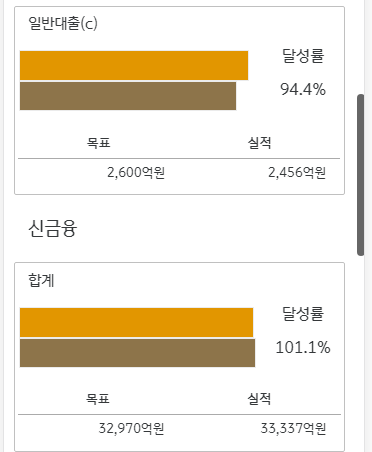 일반대출(c)
달성률
94.4%
목표 실적
2,600억원 2,456억원
신금융
합계
달성률
101.1%
목표 실적
32,970억원 33,337억원